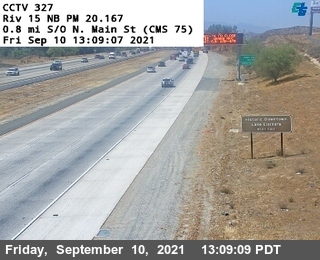 CCTV 327
Riv 15 NB PM 20.167
0.8 mi S/O N. Main St (CMS 75)
Fri Sep 10 13:09:07 2021
Friday, September 10, 2021 13:09:09 PDT